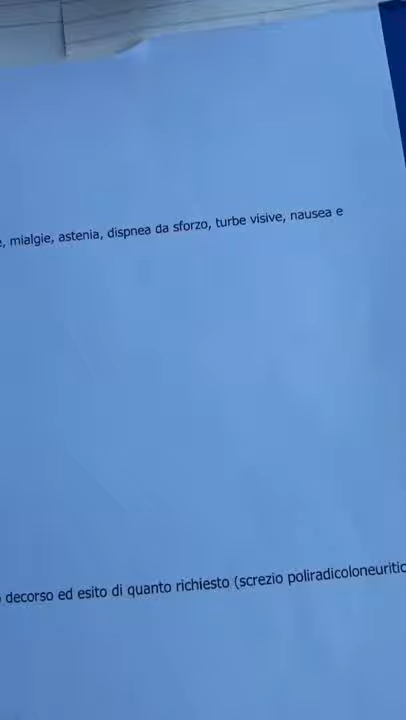 , mialgie, astenia, dispnea da sforzo, turbe visive, nausea e
decorso ed esito di quanto richiesto (screzio poliradicoloneuritic